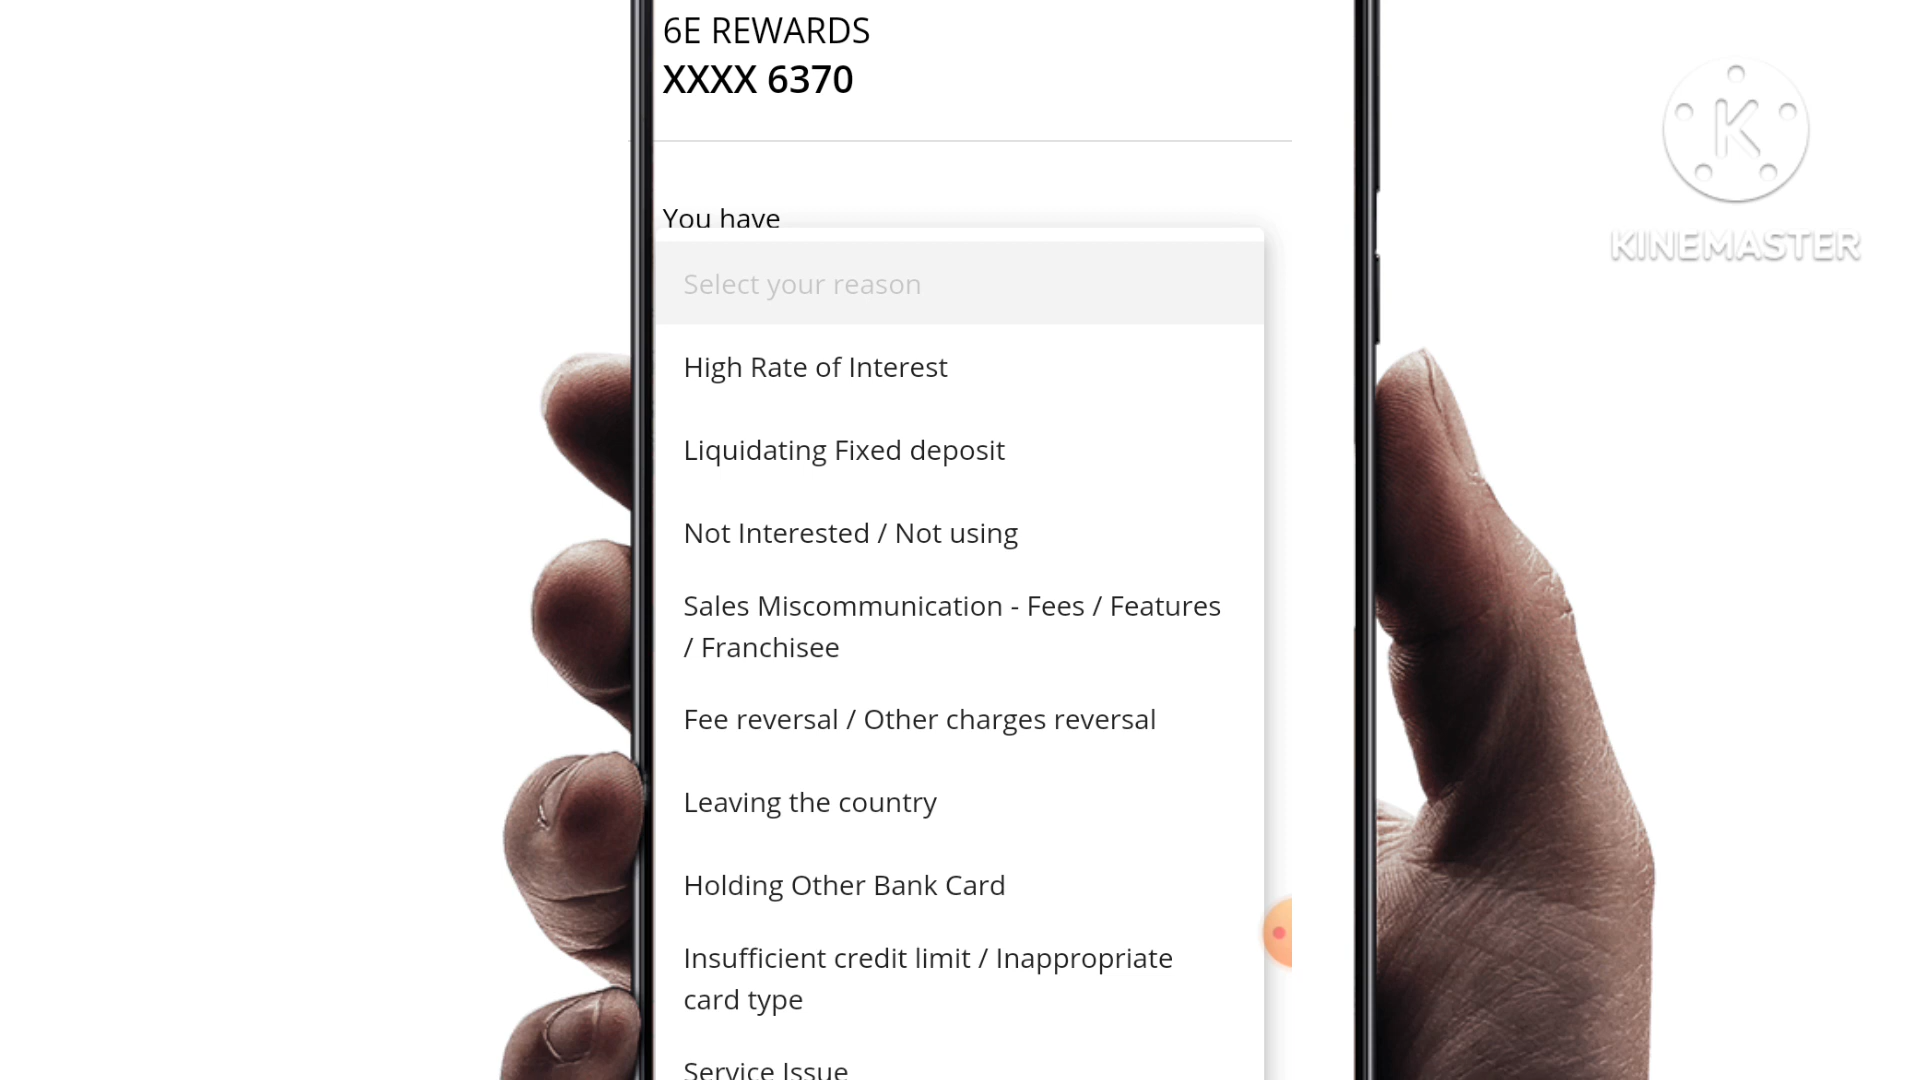 6E REWARDS
XXXX 6370
You have
Select your reason
High Rate of Interest
Liquidating Fixed deposit
Not Interested / Not using
Sales Miscommunication - Fees / Features
/ Franchisee
Fee reversal / Other charges reversal
Leaving the country
Holding Other Bank Card
Insufficient credit limit / Inappropriate
card type
Service Issue
K
KINEMASTER